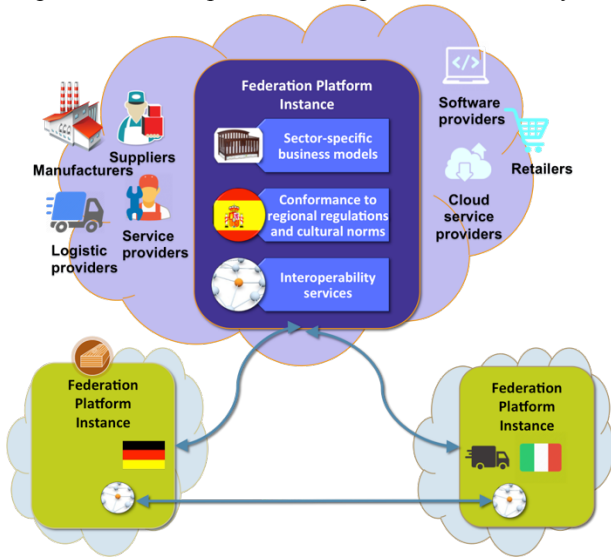 Federation Platform
Instance
Sector-specific
business models
Conformance to
regional regulations
and cultural norms
Interoperability
services
Manufacturers
Suppliers
Logistic
providers
Service
providers
Software
providers
Retailers
Cloud
service
providers
Federation
Platform
Instance
Federation
Platform
Instance